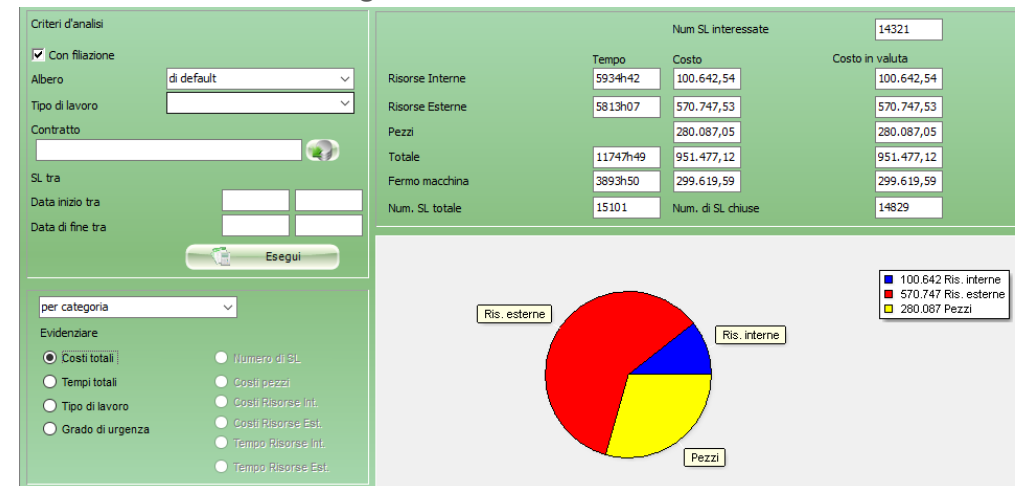 Criteri d'analisi
Con filiazione
Albero di default
Tipo di lavoro
Contratto
SL tra
Data inizio tra
Data di fine tra
Esegui
Num SL interessate 14321
Tempo Costo Costo in valuta
Risorse Interne 5934h42 100.642,54 100.642,54
Risorse Esterne 5813h07 570.747,53 570.747,53
Pezzi 280.087,05 280.087,05
Totale 11747h49 951.477,12 951.477,12
Fermo macchina 3893h50 299.619,59 299.619,59
Num. SL totale 15101 Num. di SL chiuse 14829
per categoria
Evidenziare
Costi totali Numero di SL
Tempi totali Costi pezzi
Tipo di lavoro Costi Risorse Int.
Grado di urgenza Costi Risorse Est.
Tempo Risorse Int.
Tempo Risorse Est.
100.642 Ris. interne
570.747 Ris. esterne
280.087 Pezzi
Ris. esterne
Ris. interne
Pezzi